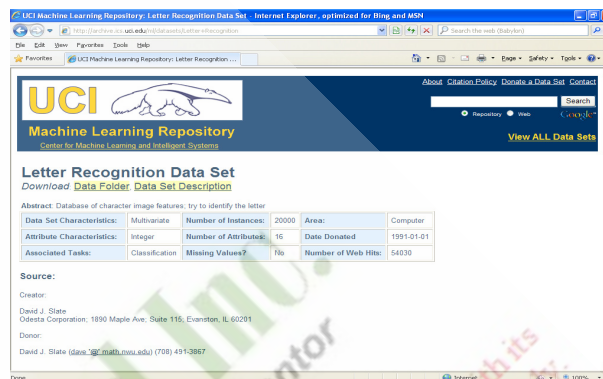 UCI Machine Learning Repository: Letter Recognition Data Set - Internet Explorer, optimized for Bing and MSN
http://archive.ics.uci.edu/ml/datasets/Letter+Recognition
Search the web (Babylon)
File Edit View Favorites Tools Help
Favorites UCI Machine Learning Repository: Letter Recognition ...
Page Safety Tools
About Citation Policy Donate a Data Set Contact
UCI
Search
Repository Web Google
Machine Learning Repository
View ALL Data Sets
Center for Machine Learning and Intelligent Systems
Letter Recognition Data Set
Download: Data Folder, Data Set Description
Abstract: Database of character image features; try to identify the letter
Data Set Characteristics: Multivariate Number of Instances: 20000 Area: Computer
Attribute Characteristics: Integer Number of Attributes: 16 Date Donated 1991-01-01
Associated Tasks: Classification Missing Values? No Number of Web Hits: 54030
Source:
Creator:
David J. Slate
Odesta Corporation; 1890 Maple Ave; Suite 115; Evanston, IL 60201
Donor:
David J. Slate (dave '@' math.nwu.edu) (708) 491-3867
Done Internet 100%